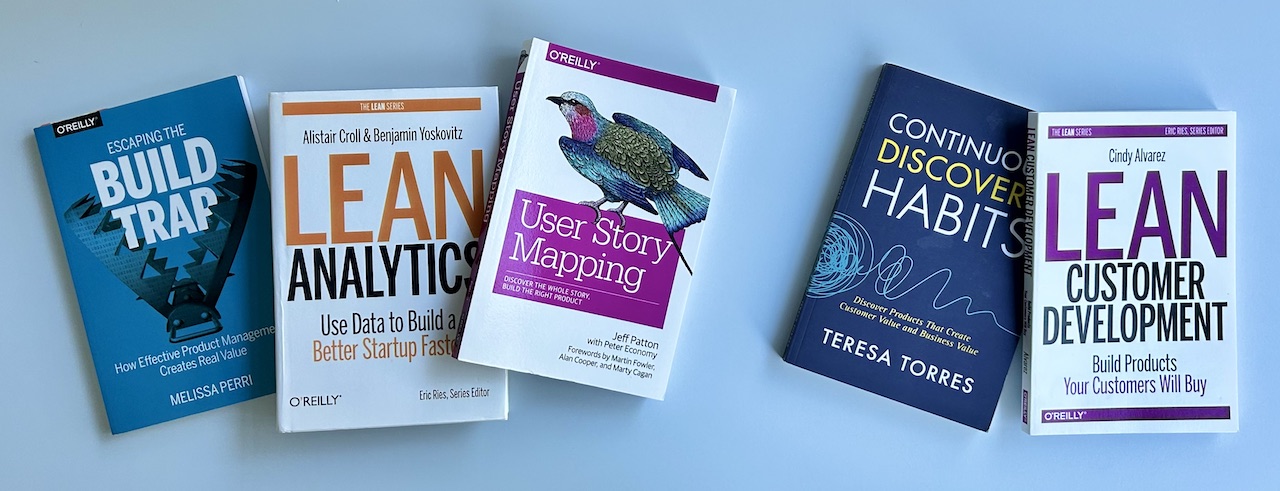 O'REILLY®
ESCAPING THE
BUILD
TRAP
How Effective Product Manageme
Creates Real Value
MELISSA PERRI
THE LEAN SERIES
Alistair Croll & Benjamin Yoskovitz
LEAN
ANALYTICS
Use Data to Build a
Better Startup Faste
O'REILLY®
Eric Ries, Series Editor
User Story Mapping
O'REILLY®
User Story
Mapping
DISCOVER THE WHOLE STORY,
BUILD THE RIGHT PRODUCT
Jeff Patton
with Peter Economy
Forewords by Martin Fowler,
Alan Cooper, and Marty Cagan
CONTINUO
DISCOVER
HABITS
Discover Products That Create
Customer Value and Business Value
TERESA TORRES
LEAN CUSTOMER DEVELOPMENT
Alvarez
O'REILLY
THE LEAN SERIES
ERIC RIES, SERIES EDITOR
Cindy Alvarez
LEAN
CUSTOMER
DEVELOPMENT
Build Products
Your Customers Will Buy
O'REILLY®